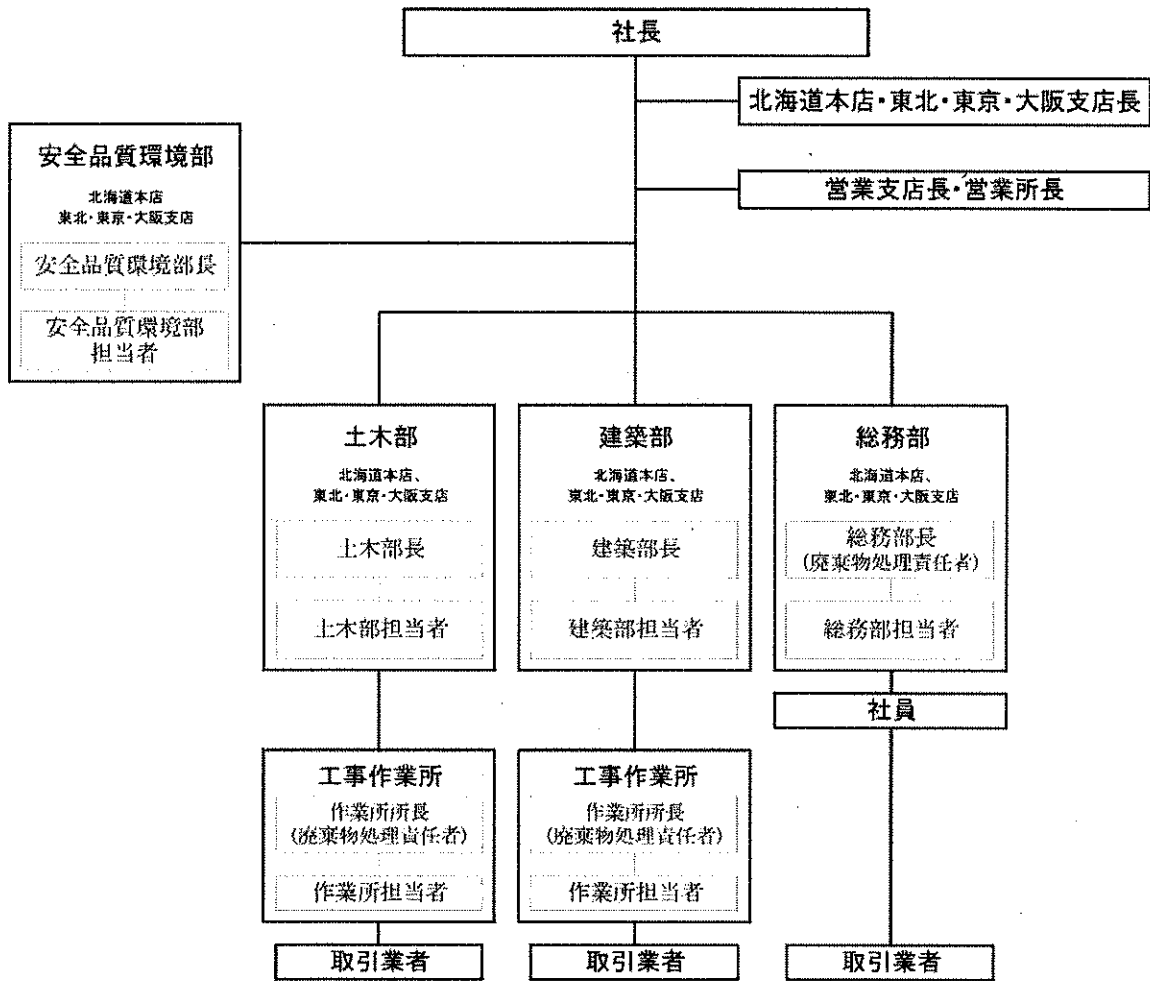 社長
北海道本店・東北・東京・大阪支店長
営業支店長・営業所長
安全品質環境部
北海道本店
東北・東京・大阪支店
安全品質環境部長
安全品質環境部
担当者
土木部
北海道本店、
東北・東京・大阪支店
土木部長
土木部担当者
建築部
北海道本店、
東北・東京・大阪支店
建築部長
建築部担当者
総務部
北海道本店、
東北・東京・大阪支店
総務部長
(廃棄物処理責任者)
総務部担当者
社員
工事作業所
作業所所長
(廃棄物処理責任者)
作業所担当者
工事作業所
作業所所長
(廃棄物処理責任者)
作業所担当者
取引業者
取引業者
取引業者